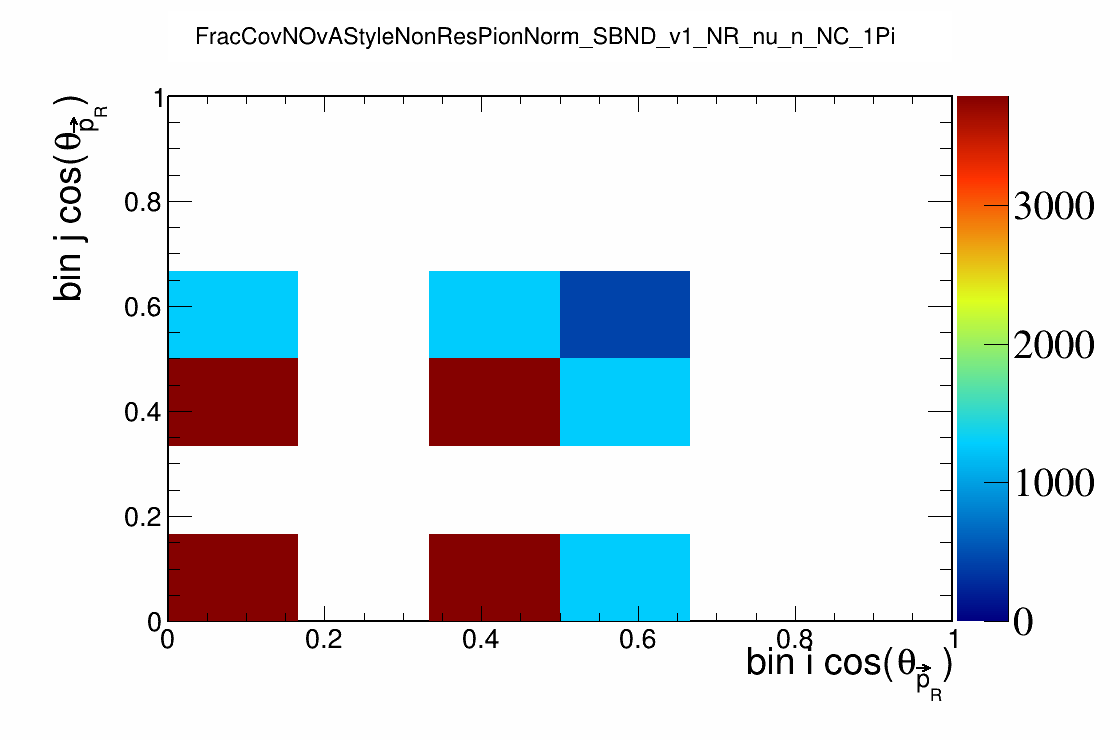 FracCovNOvAStyleNonResPionNorm_SBND_v1_NR_nu_n_NC_1Pi
bin j cos(θ_p⃗_R)
1
0.8
0.6
0.4
0.2
0
0 0.2 0.4 0.6 0.8 1
bin i cos(θ_p⃗_R)
3000
2000
1000
0